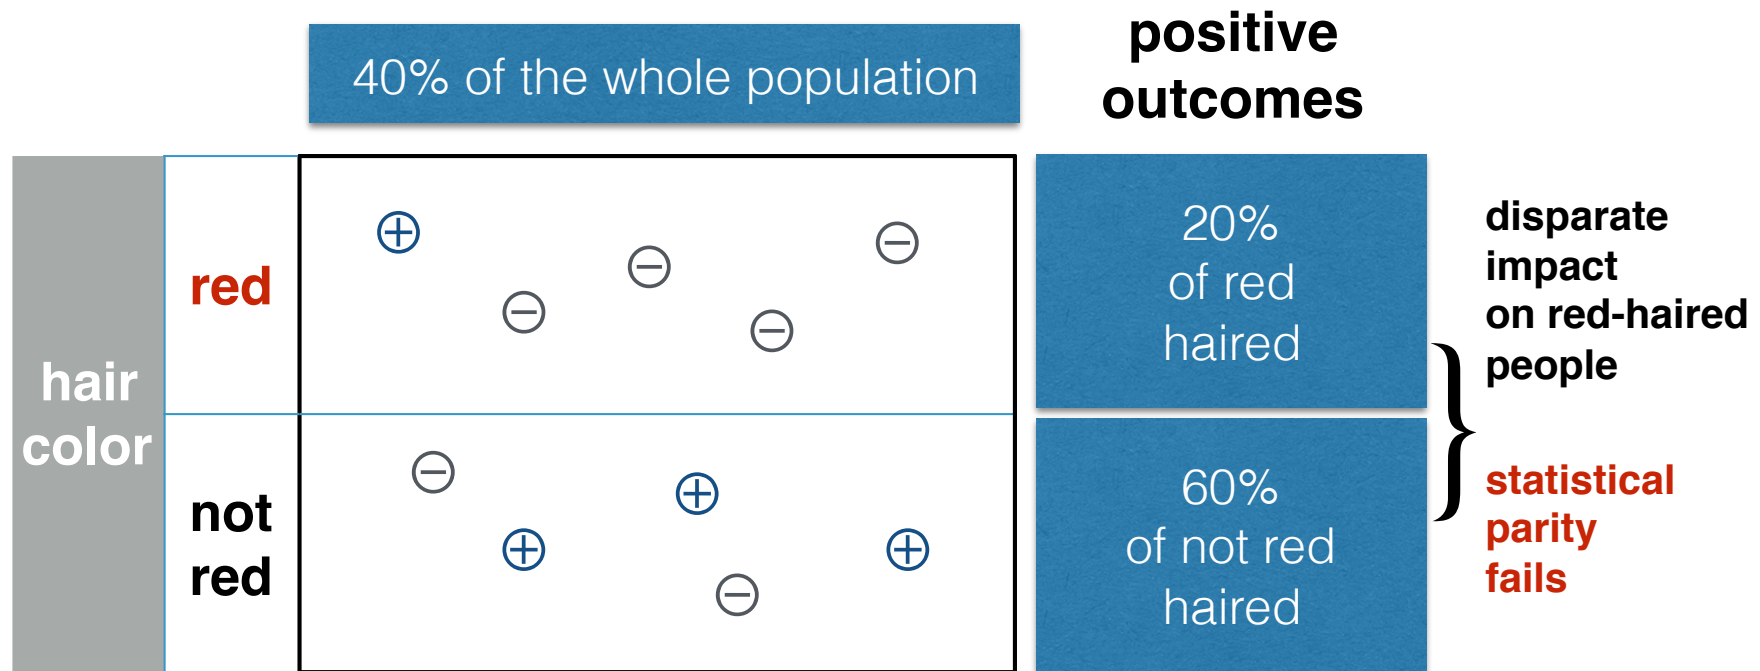 40% of the whole population
positive
outcomes
hair
color
red
20%
of red
haired
disparate
impact
on red-haired
people
not
red
60%
of not red
haired
statistical
parity
fails